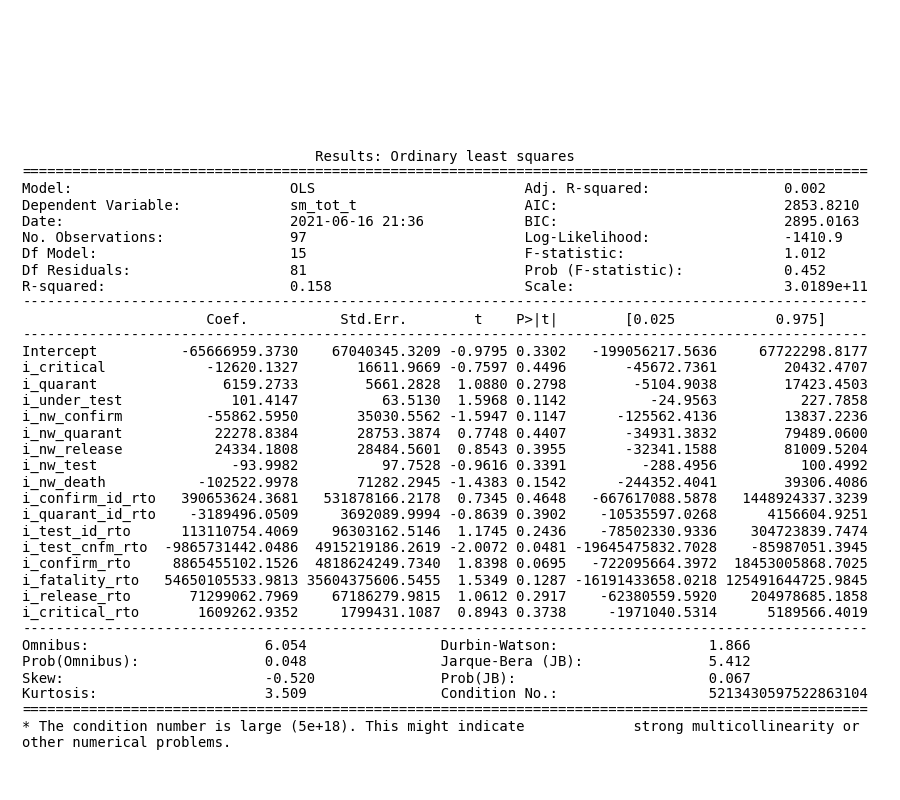 Results: Ordinary least squares
==========================================================================================
Model: OLS Adj. R-squared: 0.002
Dependent Variable: sm_tot_t AIC: 2853.8210
Date: 2021-06-16 21:36 BIC: 2895.0163
No. Observations: 97 Log-Likelihood: -1410.9
Df Model: 15 F-statistic: 1.012
Df Residuals: 81 Prob (F-statistic): 0.452
R-squared: 0.158 Scale: 3.0189e+11
------------------------------------------------------------------------------------------
Coef. Std.Err. t P>|t| [0.025 0.975]
------------------------------------------------------------------------------------------
Intercept -65666959.3730 67040345.3209 -0.9795 0.3302 -199056217.5636 67722298.8177
i_critical -12620.1327 16611.9669 -0.7597 0.4496 -45672.7361 20432.4707
i_quarant 6159.2733 5661.2828 1.0880 0.2798 -5104.9038 17423.4503
i_under_test 101.4147 63.5130 1.5968 0.1142 -24.9563 227.7858
i_nw_confirm -55862.5950 35030.5562 -1.5947 0.1147 -125562.4136 13837.2236
i_nw_quarant 22278.8384 28753.3874 0.7748 0.4407 -34931.3832 79489.0600
i_nw_release 24334.1808 28484.5601 0.8543 0.3955 -32341.1588 81009.5204
i_nw_test -93.9982 97.7528 -0.9616 0.3391 -288.4956 100.4992
i_nw_death -102522.9978 71282.2945 -1.4383 0.1542 -244352.4041 39306.4086
i_confirm_id_rto 390653624.3681 531878166.2178 0.7345 0.4648 -667617088.5878 1448924337.3239
i_quarant_id_rto -3189496.0509 3692089.9994 -0.8639 0.3902 -10535597.0268 4156604.9251
i_test_id_rto 113110754.4069 96303162.5146 1.1745 0.2436 -78502330.9336 304723839.7474
i_test_cnfm_rto -9865731442.0486 4915219186.2619 -2.0072 0.0481 -19645475832.7028 -85987051.3945
i_confirm_rto 8865455102.1526 4818624249.7340 1.8398 0.0695 -722095664.3972 18453005868.7025
i_fatality_rto 54650105533.9813 35604375606.5455 1.5349 0.1287 -16191433658.0218 125491644725.9845
i_release_rto 71299062.7969 67186279.9815 1.0612 0.2917 -62380559.5920 204978685.1858
i_critical_rto 1609262.9352 1799431.1087 0.8943 0.3738 -1971040.5314 5189566.4019
------------------------------------------------------------------------------------------
Omnibus: 6.054 Durbin-Watson: 1.866
Prob(Omnibus): 0.048 Jarque-Bera (JB): 5.412
Skew: -0.520 Prob(JB): 0.067
Kurtosis: 3.509 Condition No.: 5213430597522863104
==========================================================================================
* The condition number is large (5e+18). This might indicate strong multicollinearity or
other numerical problems.